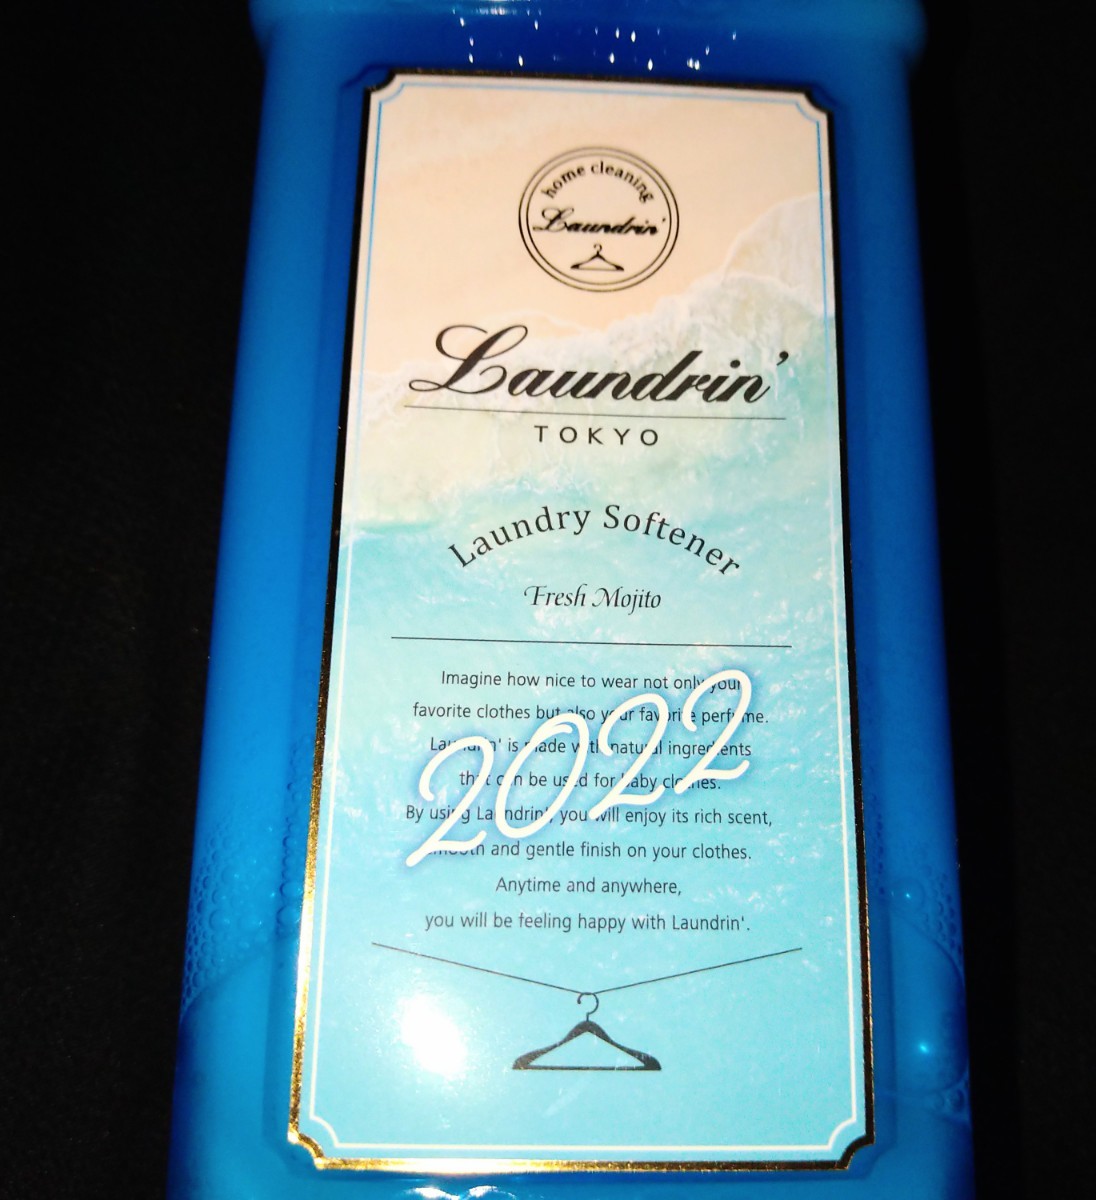 home cleaning
Laundrin'
Laundrin'
TOKYO
Laundry Softener
Fresh Mojito
Imagine how nice to wear not only your
favorite clothes but also your favorite perfume.
Laundrin' is made with natural ingredients
that can be used for baby clothes.
By using Laundrin', you will enjoy its rich scent,
smooth and gentle finish on your clothes.
Anytime and anywhere,
you will be feeling happy with Laundrin'.
2022